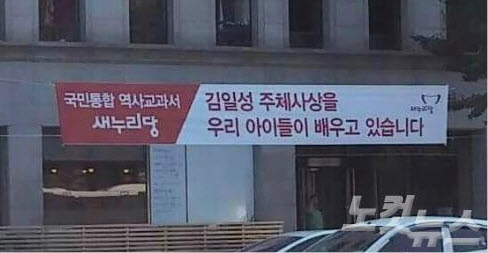 국민통합 역사교과서
새누리당
김일성 주체사상을
우리 아이들이 배우고 있습니다
새누리당
노컷뉴스